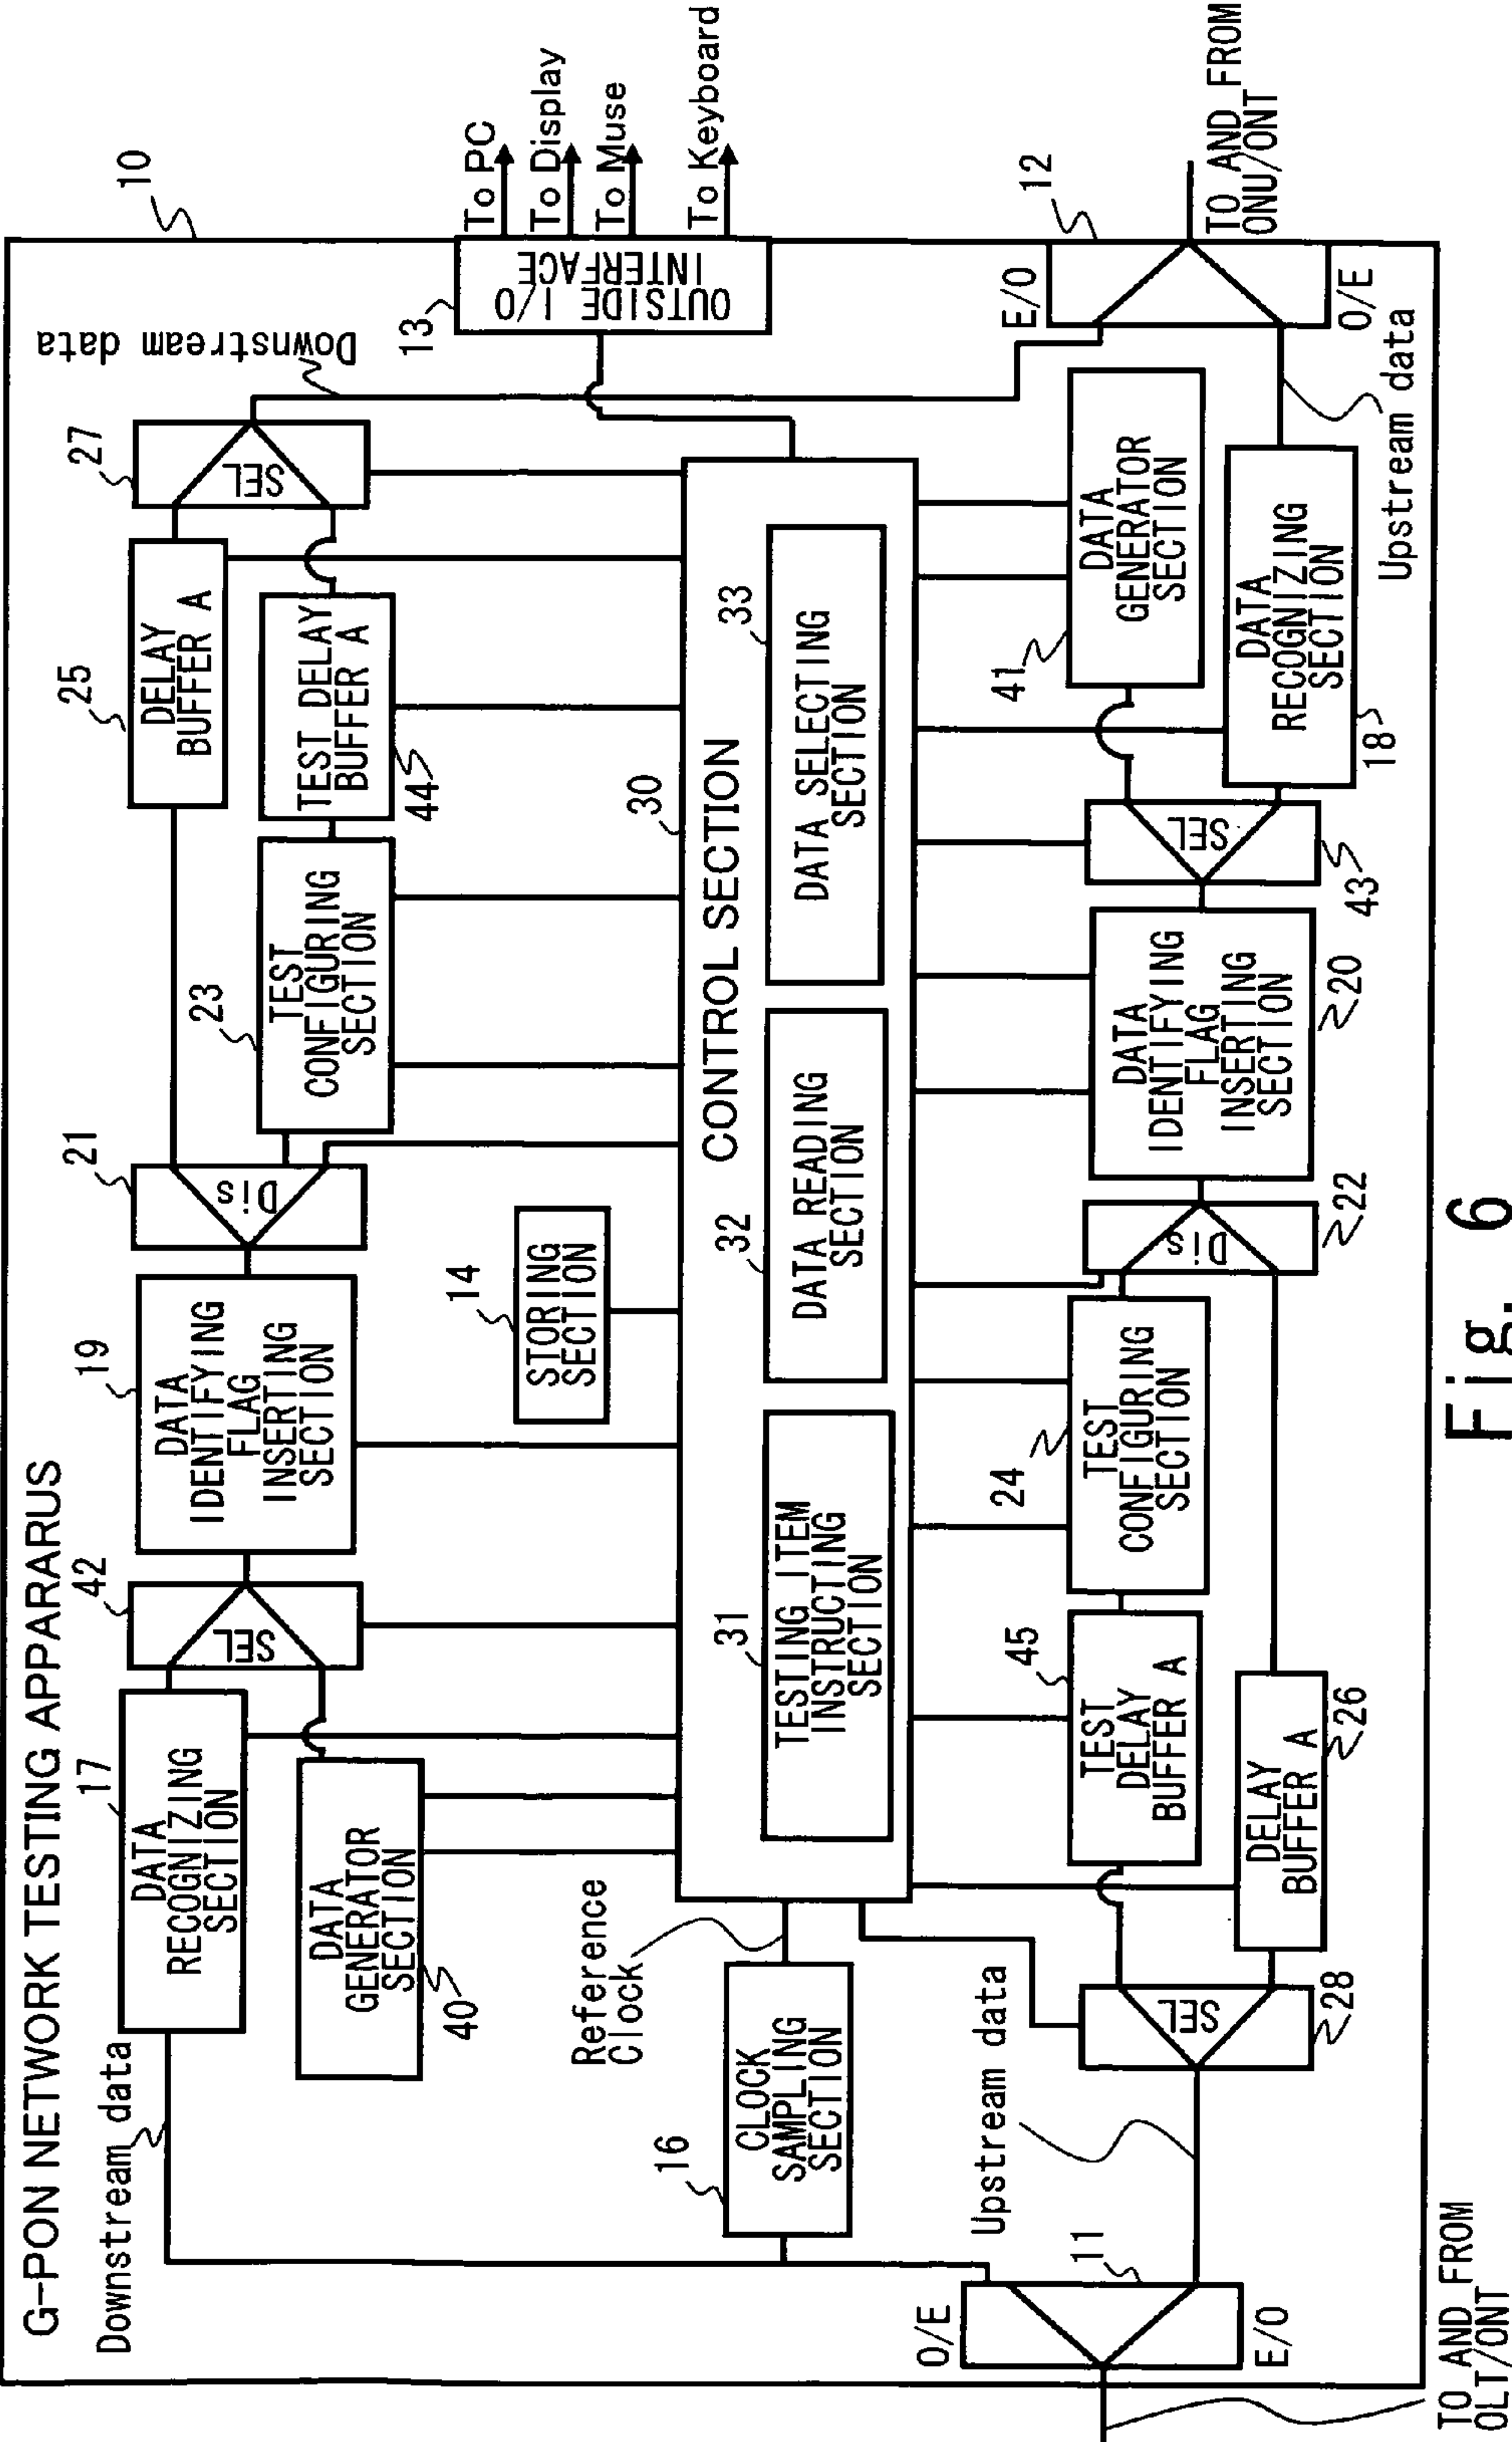 G-PON NETWORK TESTING APPARARUS
10
Downstream data
17
DATA
RECOGNIZING
SECTION
42
SEL
19
DATA
IDENTIFYING
FLAG
INSERTING
SECTION
21
Dis
25
DELAY
BUFFER A
27
SEL
Downstream data
DATA
GENERATOR
SECTION
40
23
TEST
CONFIGURING
SECTION
TEST DELAY
BUFFER A
44
14
STORING
SECTION
13
OUTSIDE I/O
INTERFACE
To PC
To Display
To Muse
To Keyboard
Reference
Clock
16
CLOCK
SAMPLING
SECTION
30
CONTROL SECTION
31
TESTING ITEM
INSTRUCTING
SECTION
32
DATA READING
SECTION
33
DATA SELECTING
SECTION
O/E
11
E/O
TO AND FROM
OLT/ONT
Upstream data
SEL
28
45
TEST
DELAY
BUFFER A
DELAY
BUFFER A
26
24
TEST
CONFIGURING
SECTION
Dis
22
DATA
IDENTIFYING
FLAG
INSERTING
SECTION
20
SEL
43
41
DATA
GENERATOR
SECTION
DATA
RECOGNIZING
SECTION
18
E/O
12
O/E
Upstream data
TO AND FROM
ONU/ONT
Fig. 6